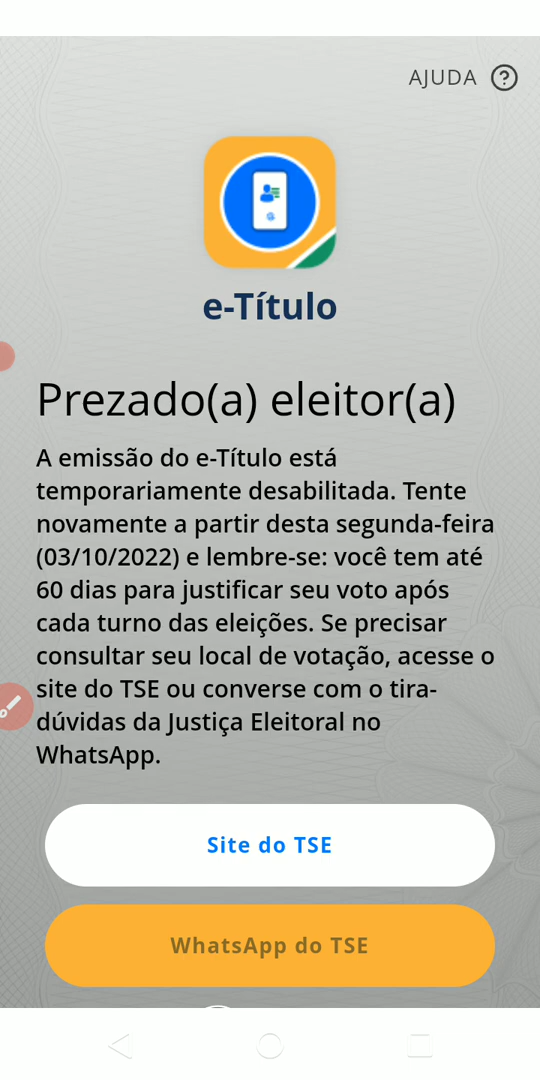 AJUDA ?
e-Título
Prezado(a) eleitor(a)
A emissão do e-Título está
temporariamente desabilitada. Tente
novamente a partir desta segunda-feira
(03/10/2022) e lembre-se: você tem até
60 dias para justificar seu voto após
cada turno das eleições. Se precisar
consultar seu local de votação, acesse o
site do TSE ou converse com o tira-
dúvidas da Justiça Eleitoral no
WhatsApp.
Site do TSE
WhatsApp do TSE